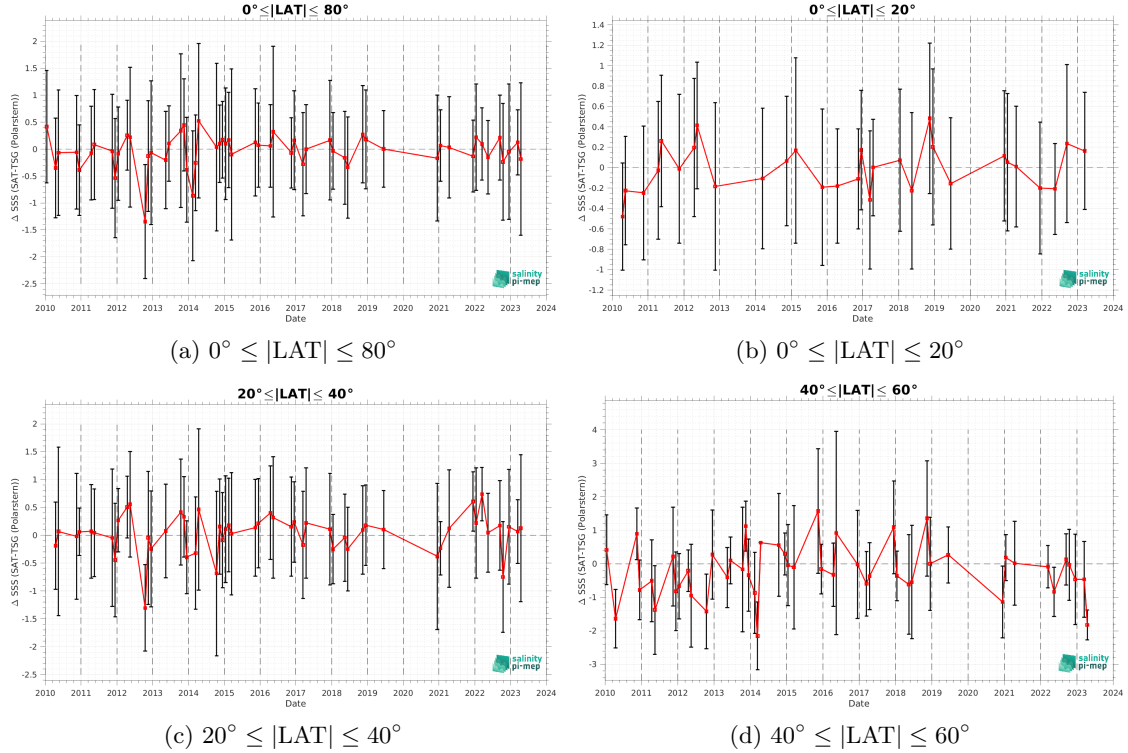 0°≤|LAT|≤ 80°
Δ SSS (SAT-TSG (Polarstern))
2
1.5
1
0.5
0
-0.5
-1
-1.5
-2
-2.5
2010 2011 2012 2013 2014 2015 2016 2017 2018 2019 2020 2021 2022 2023 2024
Date
salinity
pi-mep
(a) 0° ≤ |LAT| ≤ 80°
0°≤|LAT|≤ 20°
Δ SSS (SAT-TSG (Polarstern))
1.4
1.2
1
0.8
0.6
0.4
0.2
0
-0.2
-0.4
-0.6
-0.8
-1
-1.2
2010 2011 2012 2013 2014 2015 2016 2017 2018 2019 2020 2021 2022 2023 2024
Date
salinity
pi-mep
(b) 0° ≤ |LAT| ≤ 20°
20°≤|LAT|≤ 40°
Δ SSS (SAT-TSG (Polarstern))
2
1.5
1
0.5
0
-0.5
-1
-1.5
-2
-2.5
2010 2011 2012 2013 2014 2015 2016 2017 2018 2019 2020 2021 2022 2023 2024
Date
salinity
pi-mep
(c) 20° ≤ |LAT| ≤ 40°
40°≤|LAT|≤ 60°
Δ SSS (SAT-TSG (Polarstern))
4
3
2
1
0
-1
-2
-3
2010 2011 2012 2013 2014 2015 2016 2017 2018 2019 2020 2021 2022 2023 2024
Date
salinity
pi-mep
(d) 40° ≤ |LAT| ≤ 60°